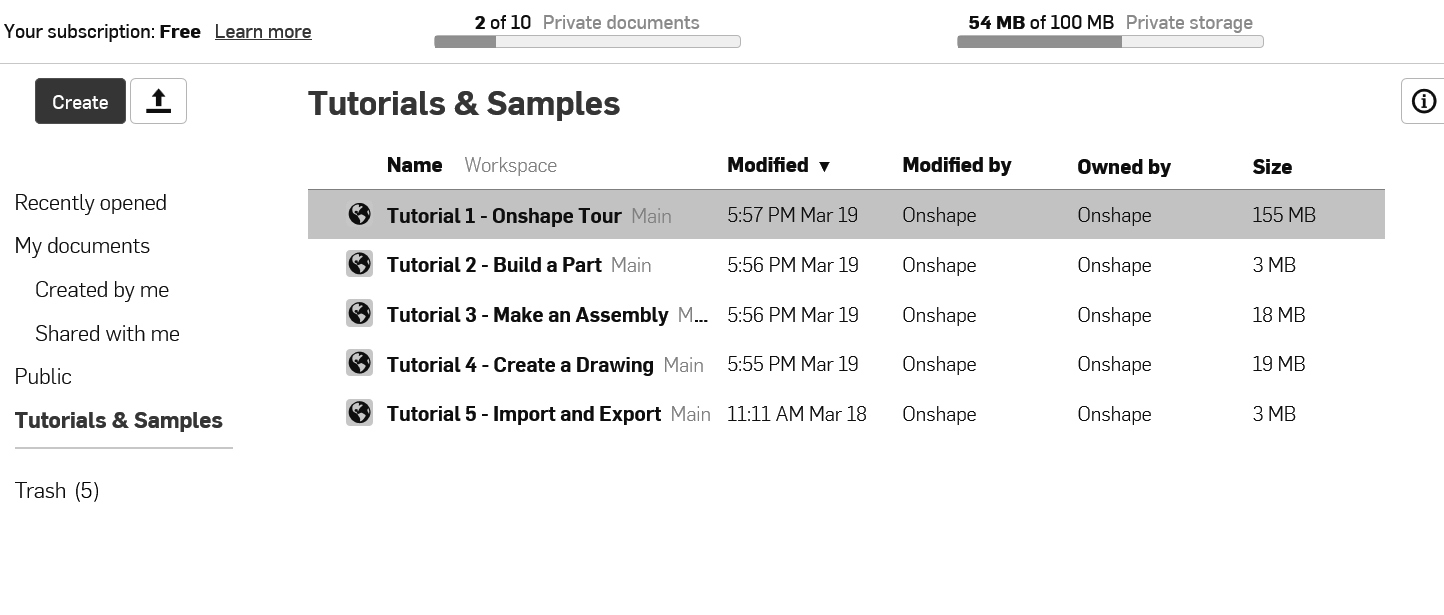 Your subscription: Free Learn more 2 of 10 Private documents 54 MB of 100 MB Private storage
Create
Tutorials & Samples
Name Workspace Modified ▼ Modified by Owned by Size
Recently opened
My documents
Created by me
Shared with me
Public
Tutorials & Samples
Trash (5)
Tutorial 1 - Onshape Tour Main 5:57 PM Mar 19 Onshape Onshape 155 MB
Tutorial 2 - Build a Part Main 5:56 PM Mar 19 Onshape Onshape 3 MB
Tutorial 3 - Make an Assembly M... 5:56 PM Mar 19 Onshape Onshape 18 MB
Tutorial 4 - Create a Drawing Main 5:55 PM Mar 19 Onshape Onshape 19 MB
Tutorial 5 - Import and Export Main 11:11 AM Mar 18 Onshape Onshape 3 MB